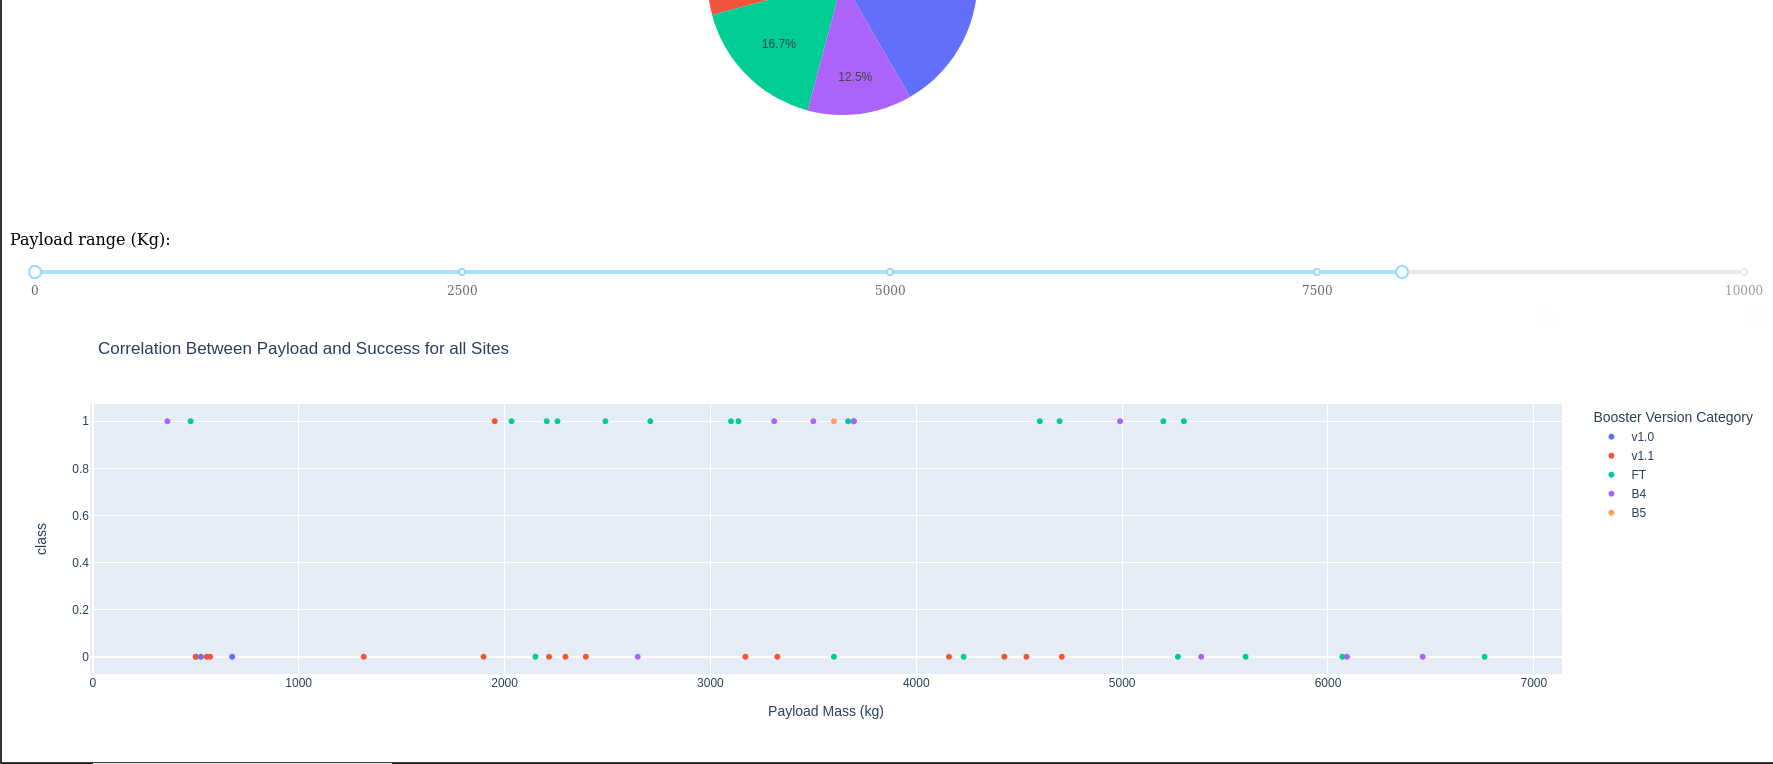 16.7%
12.5%
Payload range (Kg):
0 2500 5000 7500 10000
Correlation Between Payload and Success for all Sites
Booster Version Category
v1.0
v1.1
FT
B4
B5
1
0.8
0.6
0.4
0.2
0
class
0 1000 2000 3000 4000 5000 6000 7000
Payload Mass (kg)